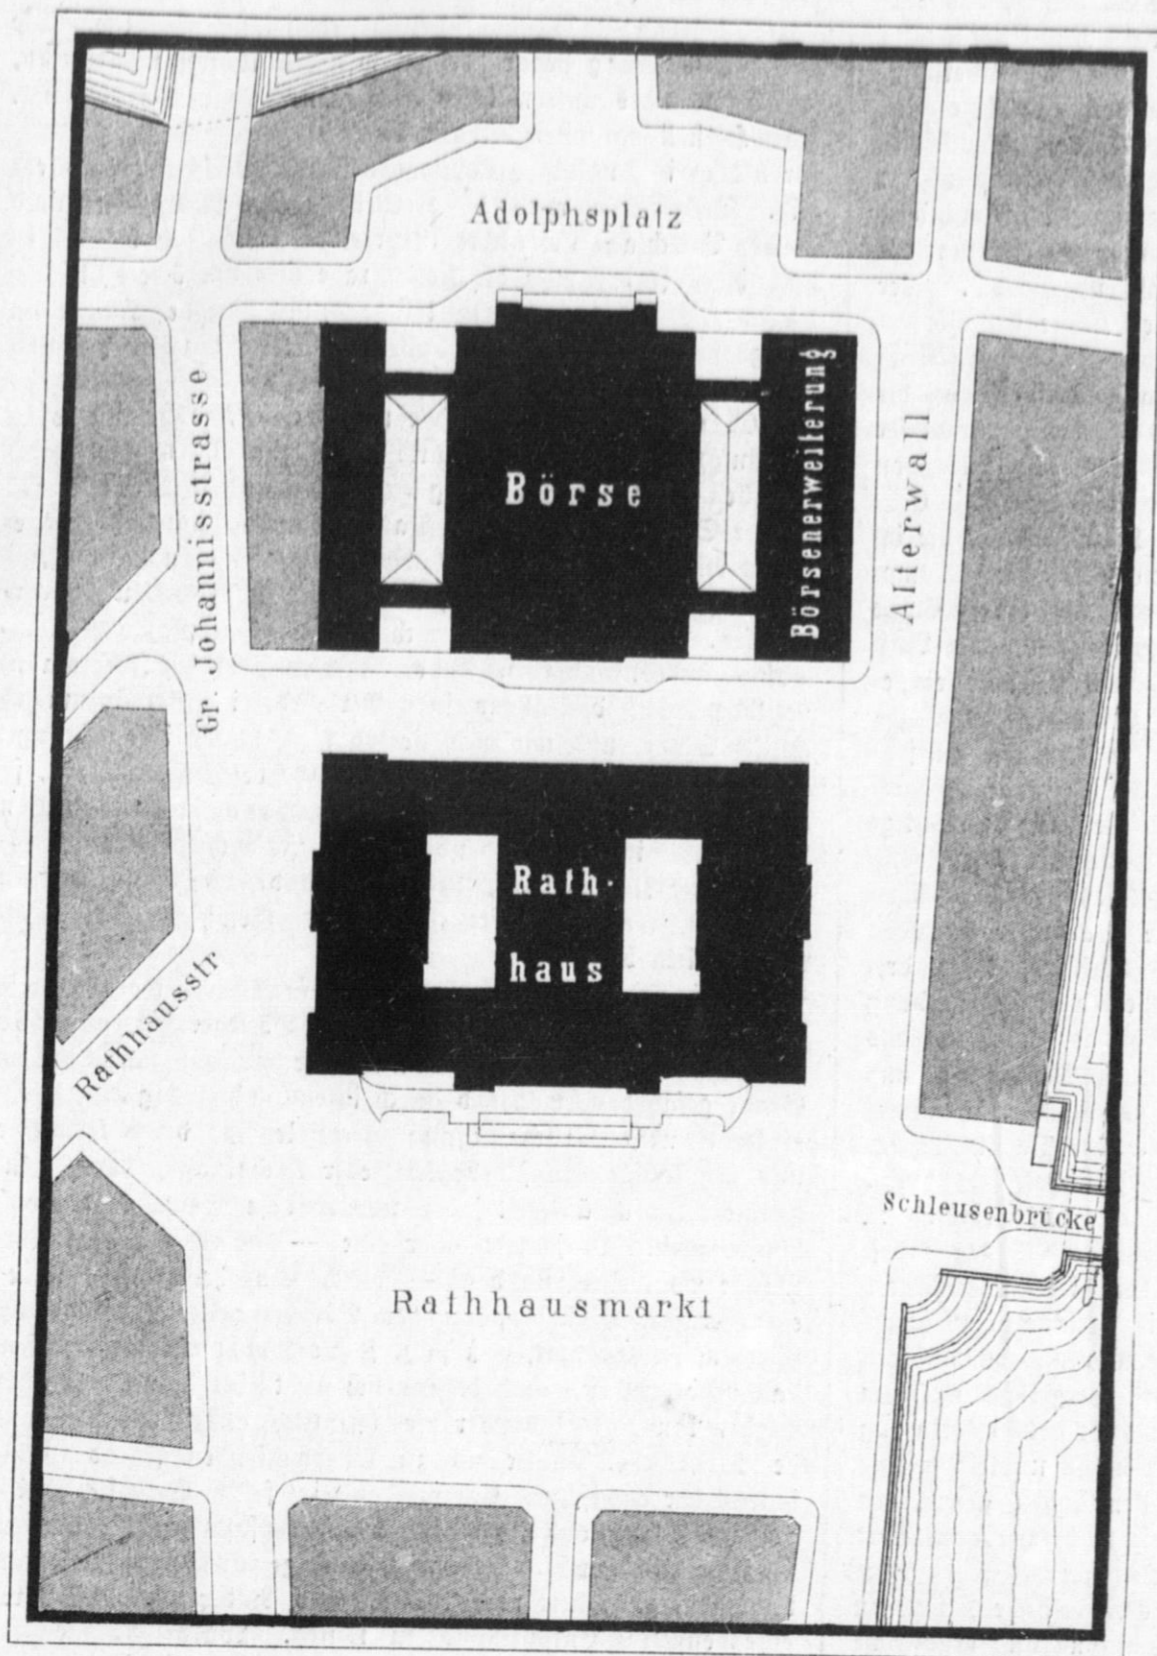 Adolphsplatz
Gr. Johannisstrasse
Börse
Börsenerweiterung
Alterwall
Rath-
haus
Rathhausstr
Schleusenbrücke
Rathhausmarkt